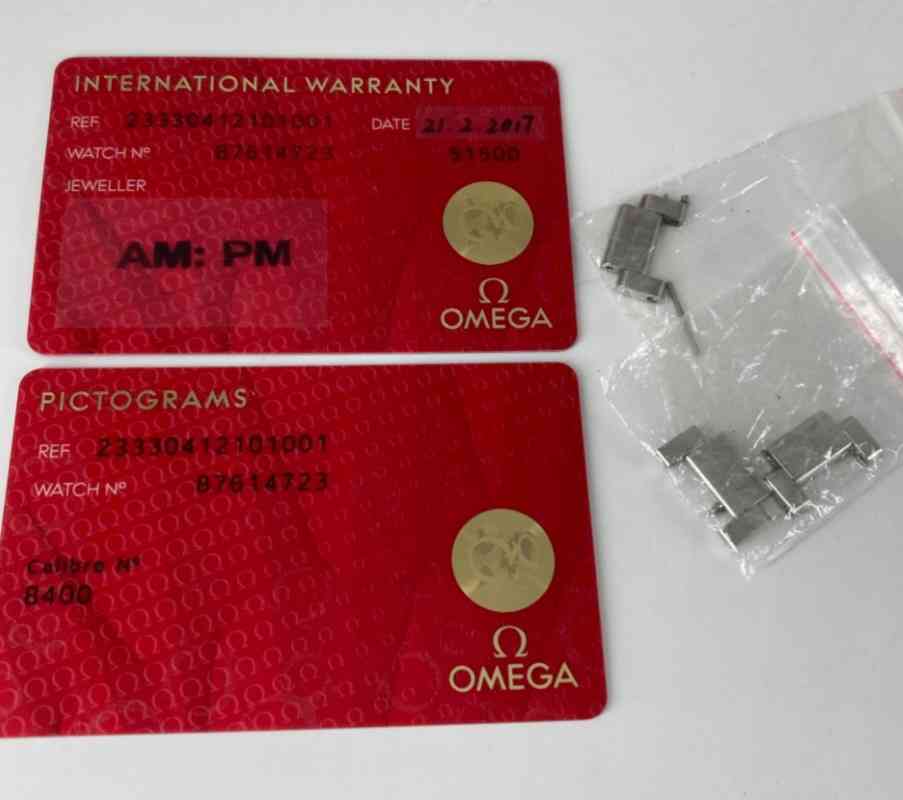 INTERNATIONAL WARRANTY
REF. 23330412101001 DATE 21 2 2017
WATCH Nº 87614723 51500
JEWELLER
AM: PM
Ω
OMEGA
PICTOGRAMS
REF. 23330412101001
WATCH Nº 87614723
Calibre Nº
8400
Ω
OMEGA